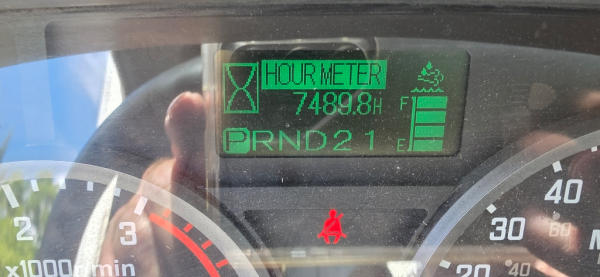 HOUR METER
7489.8H
F
PRND21
E
2
3
x1000r/min
20
30
40
40
60
M